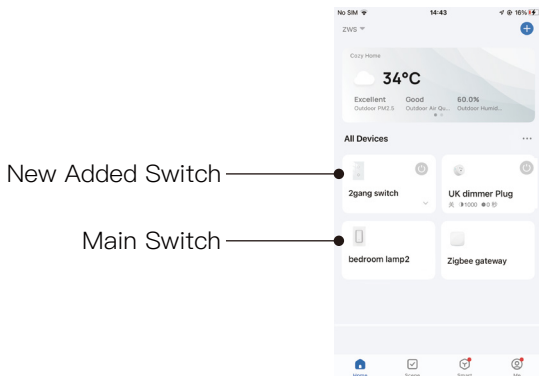 No SIM 14:43 16%
ZWS
Cozy Home
34°C
Excellent Good 60.0%
Outdoor PM2.5 Outdoor Air Qu... Outdoor Humid...
All Devices
New Added Switch
2gang switch UK dimmer Plug
1000 0 秒
Main Switch
bedroom lamp2 Zigbee gateway
Home Scene Smart Me